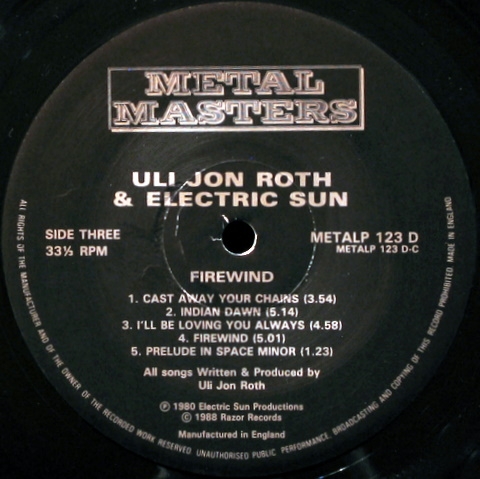 METAL
MASTERS
ULI JON ROTH
& ELECTRIC SUN
SIDE THREE
33⅓ RPM
METALP 123 D
METALP 123 D-C
FIREWIND
1. CAST AWAY YOUR CHAINS (3.54)
2. INDIAN DAWN (5.14)
3. I'LL BE LOVING YOU ALWAYS (4.58)
4. FIREWIND (5.01)
5. PRELUDE IN SPACE MINOR (1.23)
All songs Written & Produced by
Uli Jon Roth
℗ 1980 Electric Sun Productions
© 1988 Razor Records
Manufactured in England
ALL RIGHTS OF THE MANUFACTURER AND OF THE OWNER OF THE RECORDED WORK RESERVED. UNAUTHORISED PUBLIC PERFORMANCE, BROADCASTING AND COPYING OF THIS RECORD PROHIBITED. MADE IN ENGLAND